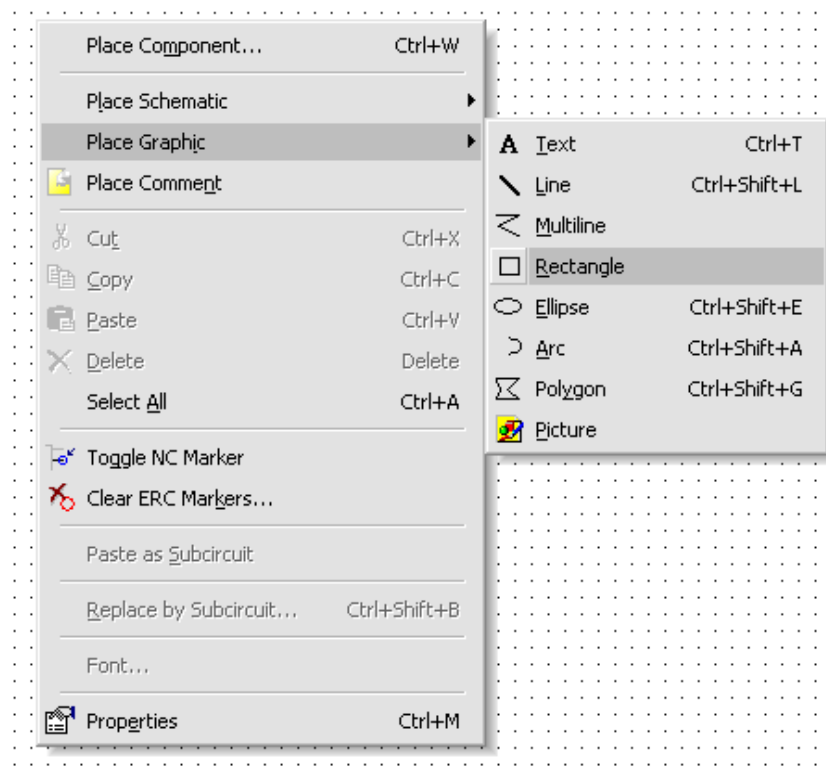 Place Component... Ctrl+W
Place Schematic
Place Graphic
Place Comment
Cut Ctrl+X
Copy Ctrl+C
Paste Ctrl+V
Delete Delete
Select All Ctrl+A
Toggle NC Marker
Clear ERC Markers...
Paste as Subcircuit
Replace by Subcircuit... Ctrl+Shift+B
Font...
Properties Ctrl+M
A Text Ctrl+T
Line Ctrl+Shift+L
Multiline
Rectangle
Ellipse Ctrl+Shift+E
Arc Ctrl+Shift+A
Polygon Ctrl+Shift+G
Picture